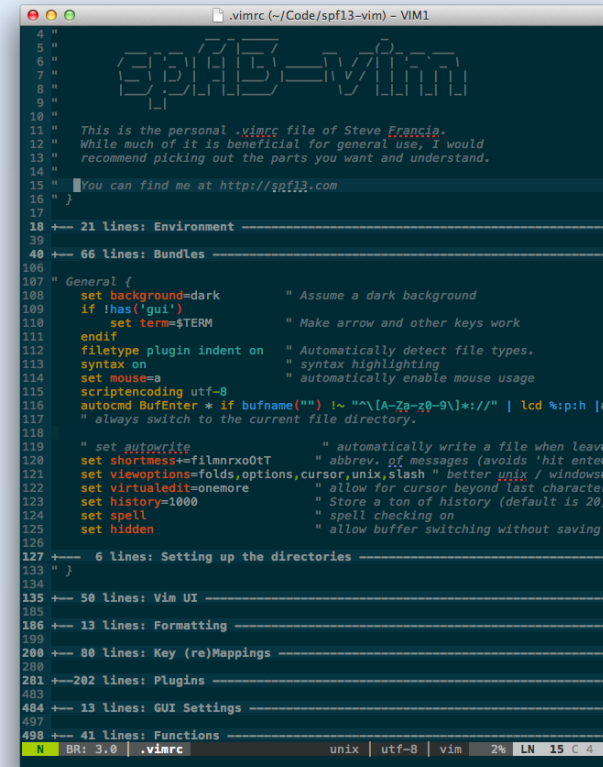 .vimrc (~/Code/spf13-vim) – VIM1
4 "
5 "
6 "
7 "
8 "
9 "
10 "
11 "   This is the personal .vimrc file of Steve Francia.
12 "   While much of it is beneficial for general use, I would
13 "   recommend picking out the parts you want and understand.
14 "
15 "   You can find me at http://spf13.com
16 " }
17
18 +-- 21 lines: Environment
39
40 +-- 66 lines: Bundles
106
107 " General {
108     set background=dark         " Assume a dark background
109     if !has('gui')
110         set term=$TERM          " Make arrow and other keys work
111     endif
112     filetype plugin indent on   " Automatically detect file types.
113     syntax on                   " syntax highlighting
114     set mouse=a                 " automatically enable mouse usage
115     scriptencoding utf-8
116     autocmd BufEnter * if bufname("") !~ "^\[A-Za-z0-9\]*://" | lcd %:p:h |
117     " always switch to the current file directory.
118
119     " set autowrite                  " automatically write a file when leav
120     set shortmess+=filmnrxoOtT      " abbrev. of messages (avoids 'hit ente
121     set viewoptions=folds,options,cursor,unix,slash " better unix / windows
122     set virtualedit=onemore         " allow for cursor beyond last characte
123     set history=1000                " Store a ton of history (default is 20
124     set spell                       " spell checking on
125     set hidden                      " allow buffer switching without saving
126
127 +---  6 lines: Setting up the directories
133 " }
134
135 +-- 50 lines: Vim UI
185
186 +-- 13 lines: Formatting
199
200 +-- 80 lines: Key (re)Mappings
280
281 +--202 lines: Plugins
483
484 +-- 13 lines: GUI Settings
497
498 +-- 41 lines: Functions
N BR: 3.0 | .vimrc unix | utf-8 | vim 2% LN 15 C 4